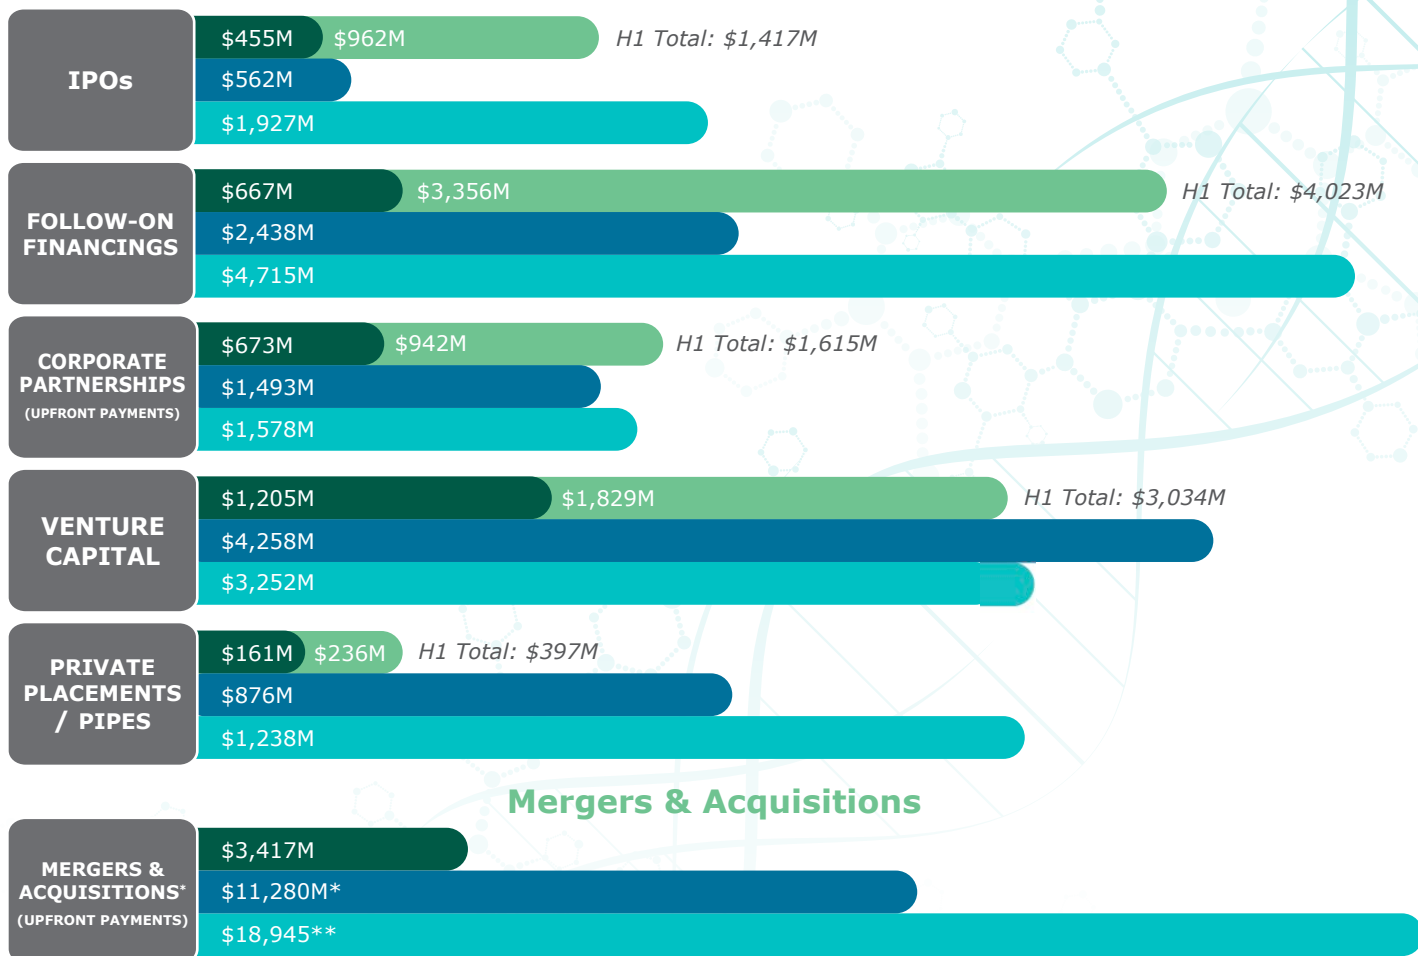 IPOs
$455M $962M H1 Total: $1,417M
$562M
$1,927M
FOLLOW-ON
FINANCINGS
$667M $3,356M H1 Total: $4,023M
$2,438M
$4,715M
CORPORATE
PARTNERSHIPS
(UPFRONT PAYMENTS)
$673M $942M H1 Total: $1,615M
$1,493M
$1,578M
VENTURE
CAPITAL
$1,205M $1,829M H1 Total: $3,034M
$4,258M
$3,252M
PRIVATE
PLACEMENTS
/ PIPES
$161M $236M H1 Total: $397M
$876M
$1,238M
Mergers & Acquisitions
MERGERS &
ACQUISITIONS*
(UPFRONT PAYMENTS)
$3,417M
$11,280M*
$18,945**